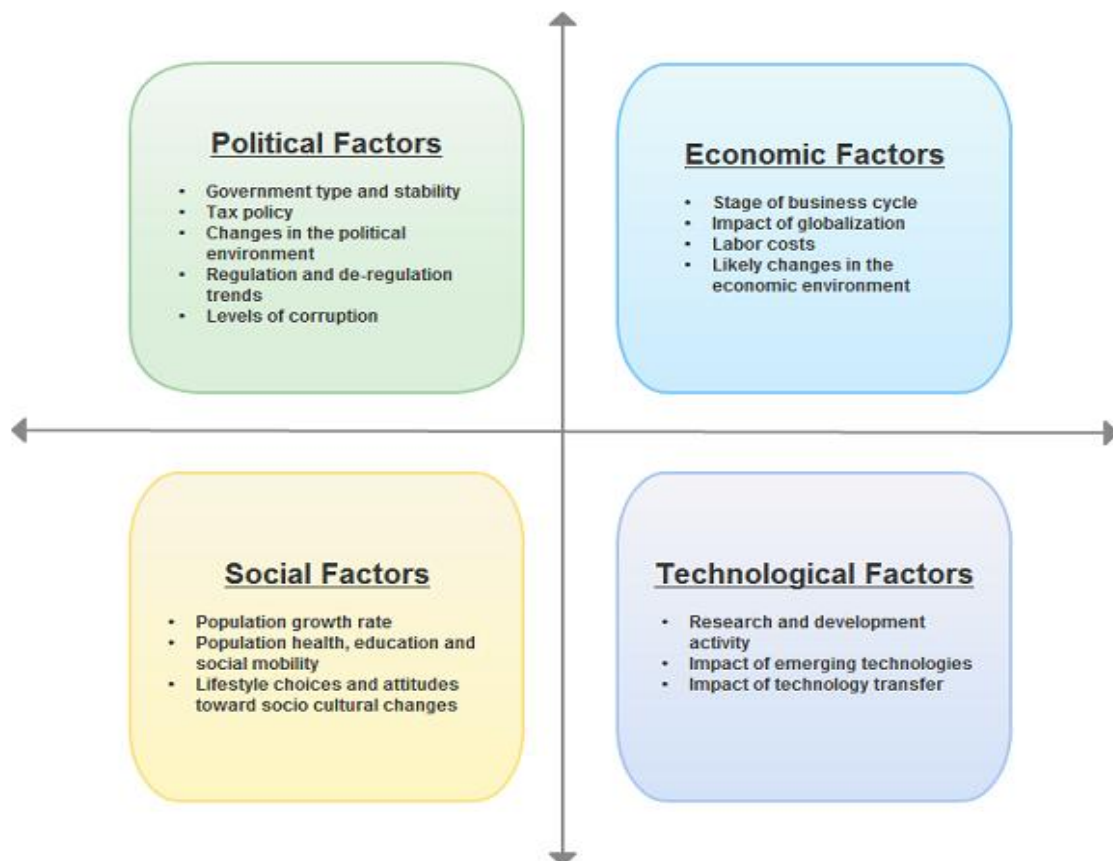 Political Factors
• Government type and stability
• Tax policy
• Changes in the political
environment
• Regulation and de-regulation
trends
• Levels of corruption
Economic Factors
• Stage of business cycle
• Impact of globalization
• Labor costs
• Likely changes in the
economic environment
Social Factors
• Population growth rate
• Population health, education and
social mobility
• Lifestyle choices and attitudes
toward socio cultural changes
Technological Factors
• Research and development
activity
• Impact of emerging technologies
• Impact of technology transfer